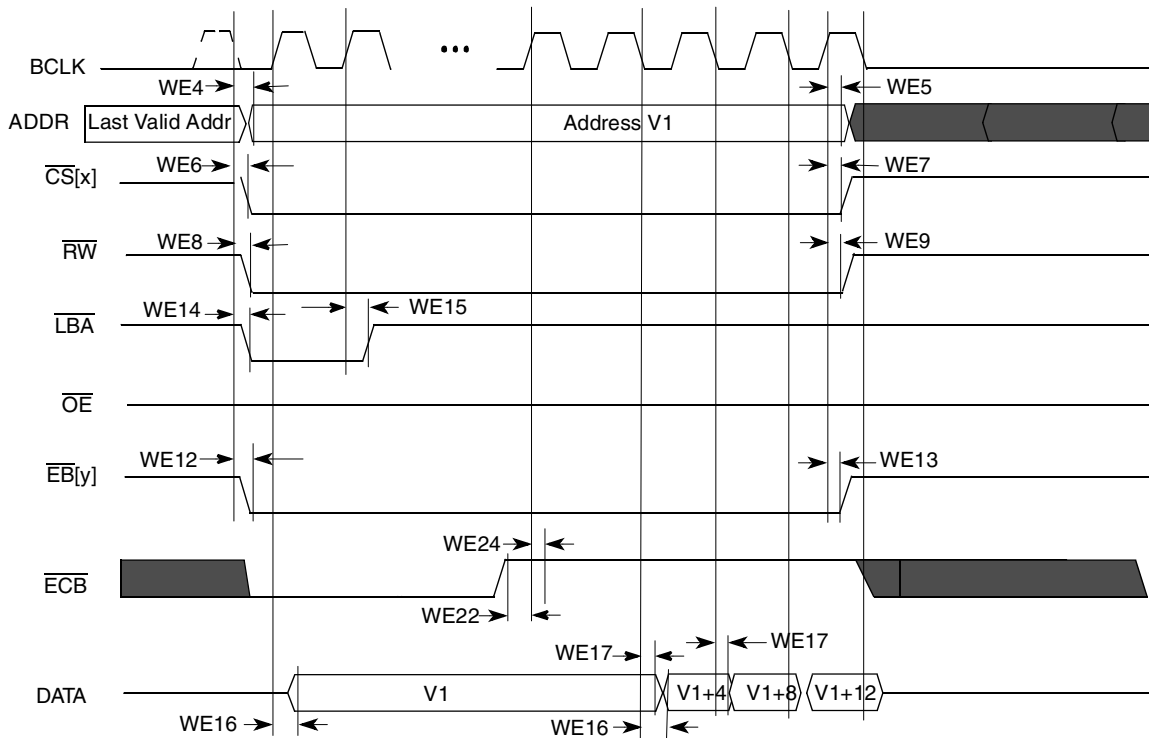 BCLK
...
WE4
WE5
ADDR
Last Valid Addr
Address V1
WE6
WE7
CS[x]
WE8
WE9
RW
WE14
WE15
LBA
OE
WE12
WE13
EB[y]
WE24
ECB
WE22
WE17
WE17
DATA
V1
V1+4
V1+8
V1+12
WE16
WE16